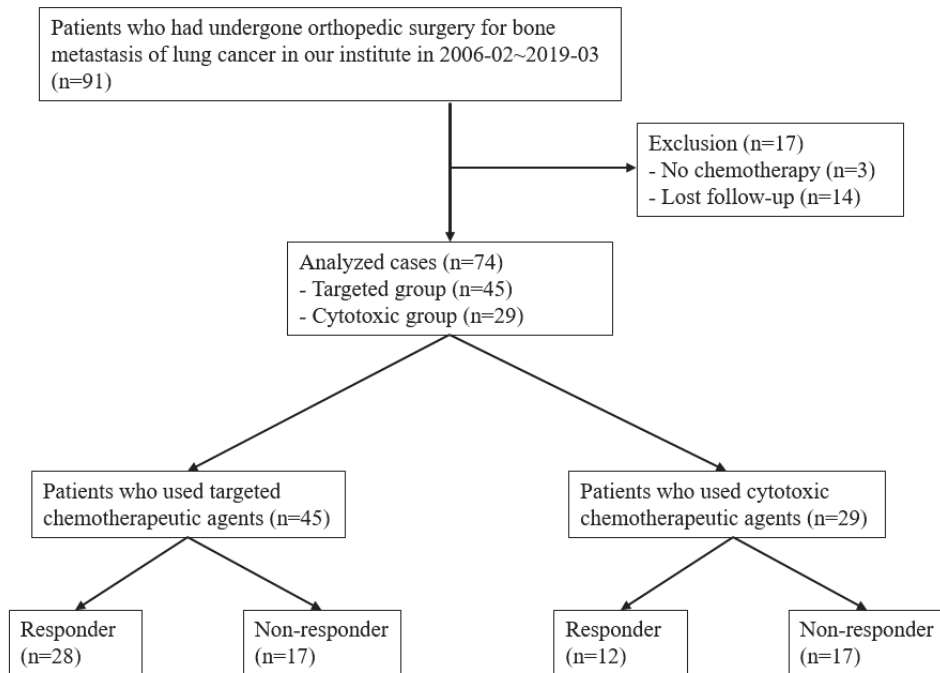 Patients who had undergone orthopedic surgery for bone
metastasis of lung cancer in our institute in 2006-02~2019-03
(n=91)
Exclusion (n=17)
- No chemotherapy (n=3)
- Lost follow-up (n=14)
Analyzed cases (n=74)
- Targeted group (n=45)
- Cytotoxic group (n=29)
Patients who used targeted
chemotherapeutic agents (n=45)
Patients who used cytotoxic
chemotherapeutic agents (n=29)
Responder
(n=28)
Non-responder
(n=17)
Responder
(n=12)
Non-responder
(n=17)